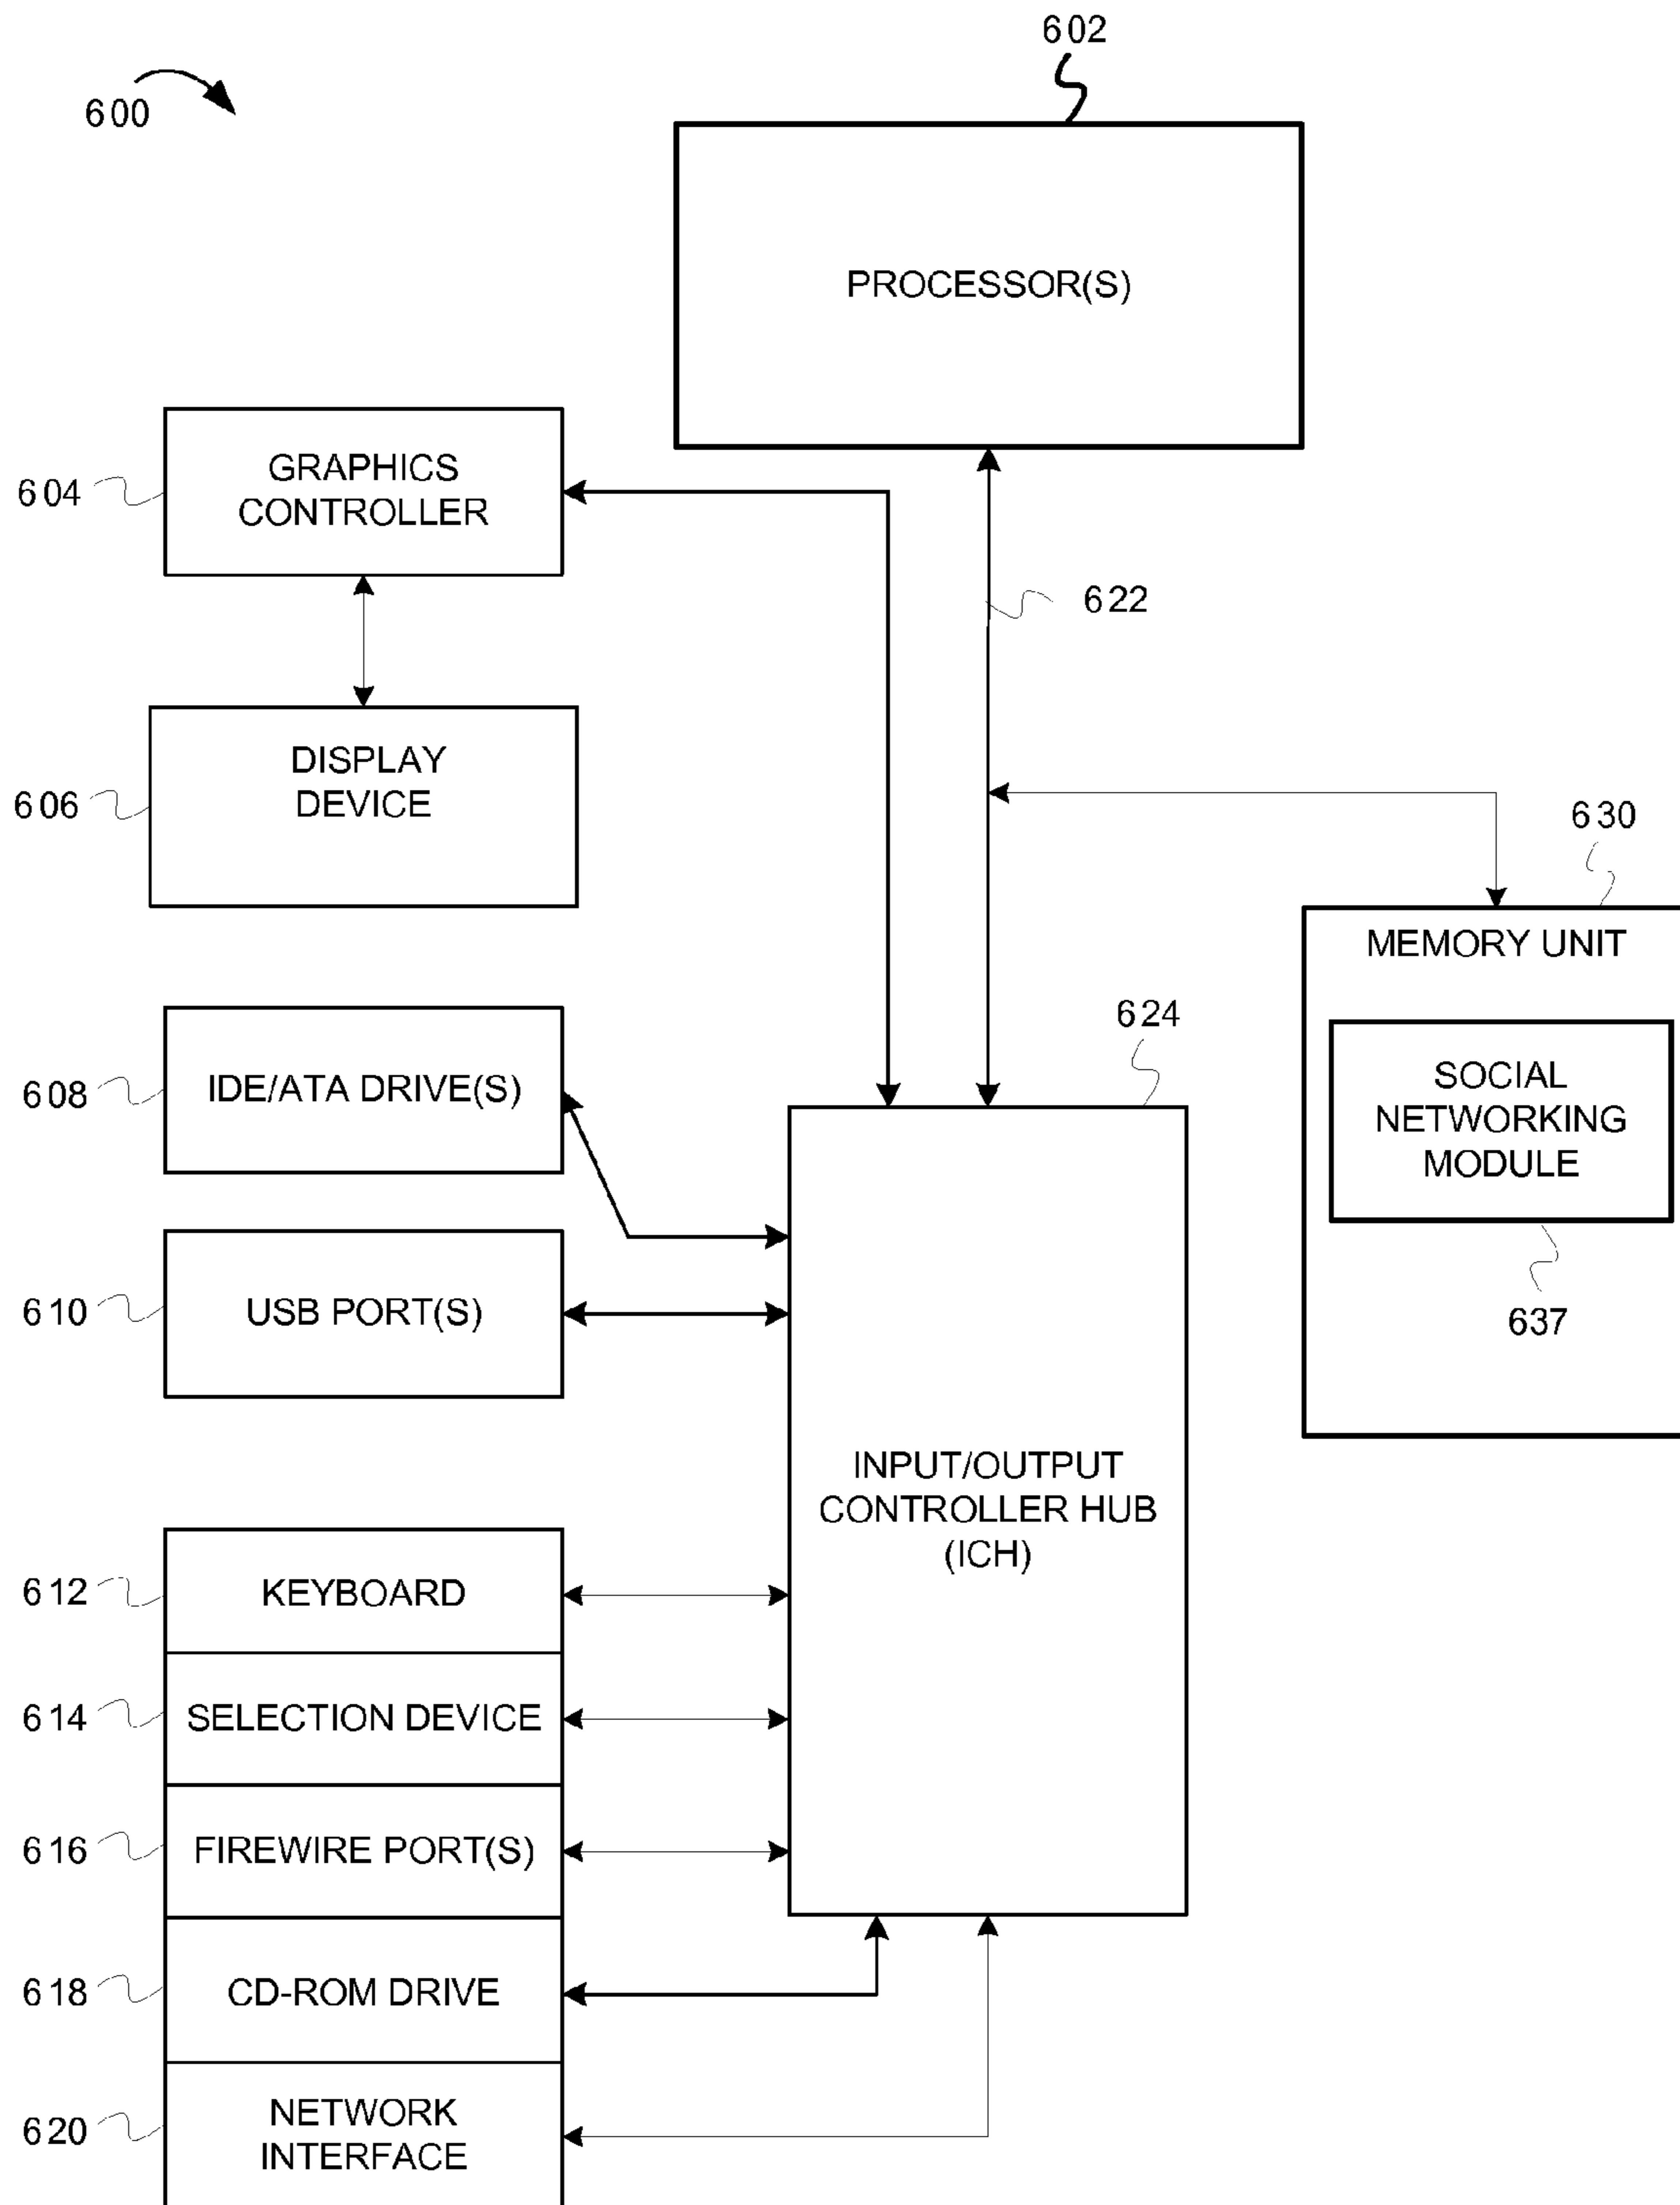 602
600
PROCESSOR(S)
604
GRAPHICS
CONTROLLER
622
606
DISPLAY
DEVICE
630
MEMORY UNIT
624
608
IDE/ATA DRIVE(S)
SOCIAL
NETWORKING
MODULE
610
USB PORT(S)
637
INPUT/OUTPUT
CONTROLLER HUB
(ICH)
612
KEYBOARD
614
SELECTION DEVICE
616
FIREWIRE PORT(S)
618
CD-ROM DRIVE
620
NETWORK
INTERFACE